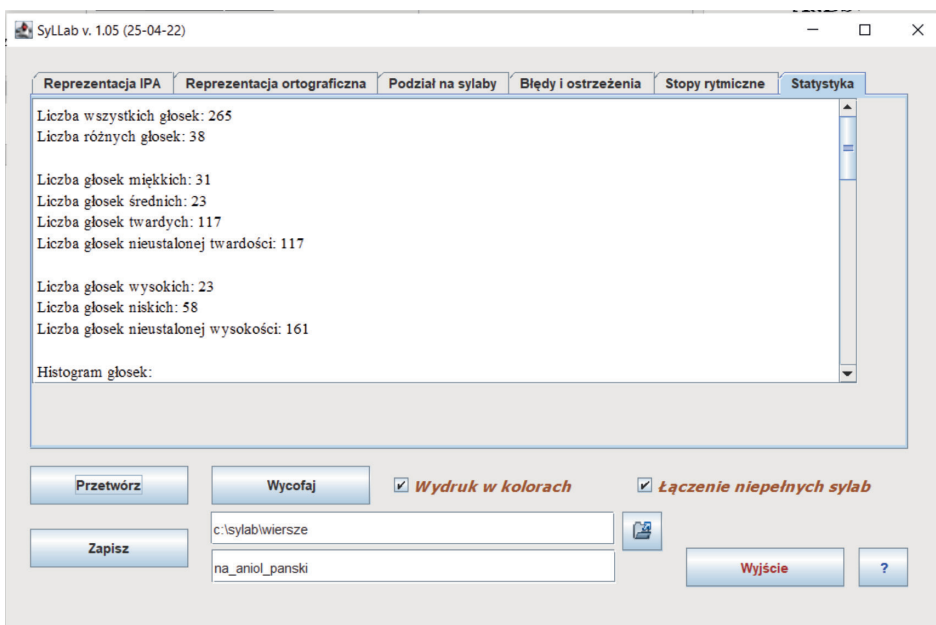 SyLLab v. 1.05 (25-04-22)
Reprezentacja IPA Reprezentacja ortograficzna Podział na sylaby Błędy i ostrzeżenia Stopy rytmiczne Statystyka
Liczba wszystkich głosek: 265
Liczba różnych głosek: 38
Liczba głosek miękkich: 31
Liczba głosek średnich: 23
Liczba głosek twardych: 117
Liczba głosek nieustalonej twardości: 117
Liczba głosek wysokich: 23
Liczba głosek niskich: 58
Liczba głosek nieustalonej wysokości: 161
Histogram głosek:
Przetwórz Wycofaj Wydruk w kolorach Łączenie niepełnych sylab
c:\sylab\wiersze
Zapisz
na_aniol_panski
Wyjście ?